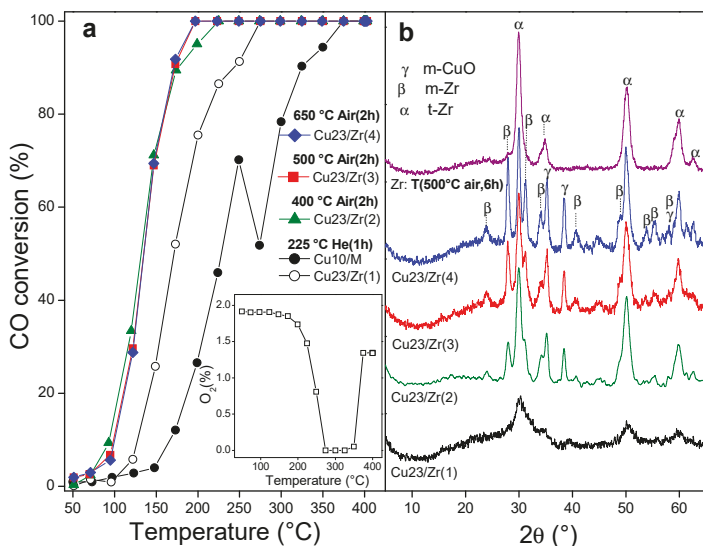 a
CO conversion (%)
100
80
60
40
20
0
50 100 150 200 250 300 350 400
Temperature (°C)
650 °C Air(2h)
Cu23/Zr(4)
500 °C Air(2h)
Cu23/Zr(3)
400 °C Air(2h)
Cu23/Zr(2)
225 °C He(1h)
Cu10/M
Cu23/Zr(1)
O2(%)
2.0
1.5
1.0
0.5
0.0
100 200 300 400
b
γ m-CuO
β m-Zr
α t-Zr
α
β
β
α
α
α
α
Zr: T(500°c air,6h)
β
β
γ
γ
β
β
β
β
β
γ
Cu23/Zr(4)
Cu23/Zr(3)
Cu23/Zr(2)
Cu23/Zr(1)
10 20 30 40 50 60
2θ (°)